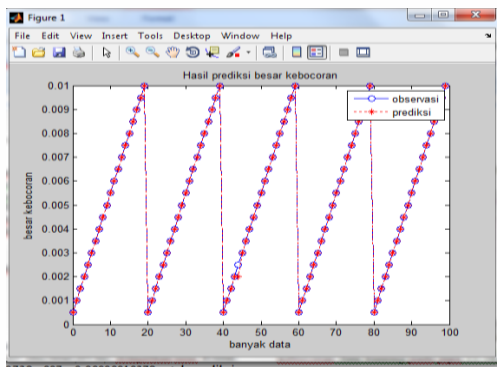 Figure 1
File Edit View Insert Tools Desktop Window Help
Hasil prediksi besar kebocoran
observasi
prediksi
besar kebocoran
0.01
0.009
0.008
0.007
0.006
0.005
0.004
0.003
0.002
0.001
0
0 10 20 30 40 50 60 70 80 90 100
banyak data